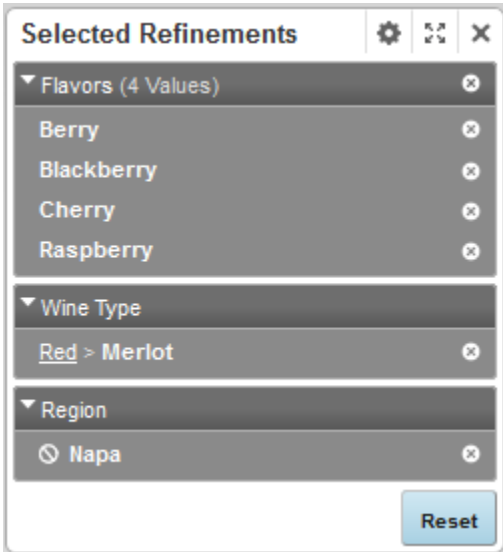 Selected Refinements
Flavors (4 Values)
Berry
Blackberry
Cherry
Raspberry
Wine Type
Red > Merlot
Region
Napa
Reset